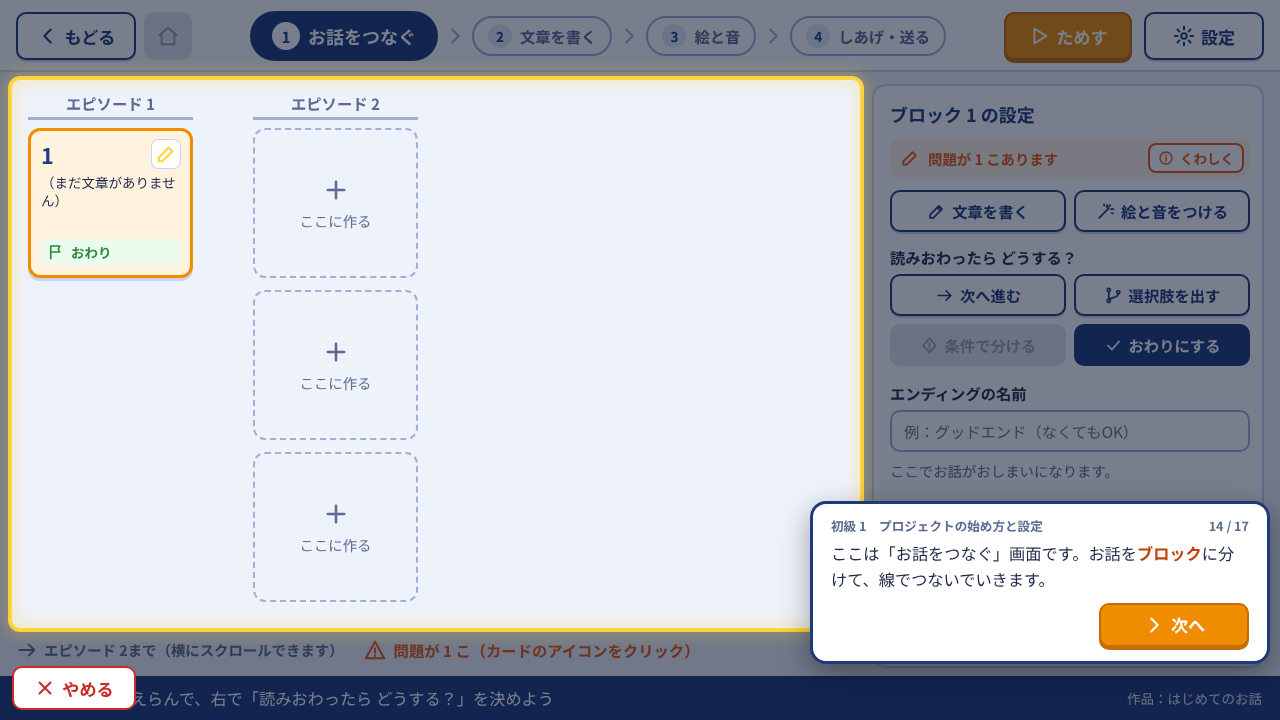 もどる
1 お話をつなぐ
2 文章を書く
3 絵と音
4 しあげ・送る
ためす
設定
エピソード 1
エピソード 2
1
（まだ文章がありません）
おわり
ここに作る
ここに作る
ここに作る
エピソード 2まで（横にスクロールできます）
問題が 1 こ（カードのアイコンをクリック）
ブロック 1 の設定
問題が 1 こあります
くわしく
文章を書く
絵と音をつける
読みおわったら どうする？
次へ進む
選択肢を出す
条件で分ける
おわりにする
エンディングの名前
例：グッドエンド（なくてもOK）
ここでお話がおしまいになります。
初級 1　プロジェクトの始め方と設定
14 / 17
ここは「お話をつなぐ」画面です。お話をブロックに分
けて、線でつないでいきます。
次へ
やめる
えらんで、右で「読みおわったら どうする？」を決めよう
作品：はじめてのお話